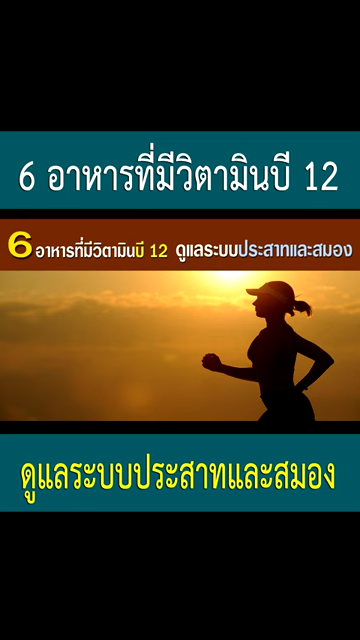 6 อาหารที่มีวิตามินบี 12
6 อาหารที่มีวิตามินบี 12 ดูแลระบบประสาทและสมอง
ดูแลระบบประสาทและสมอง